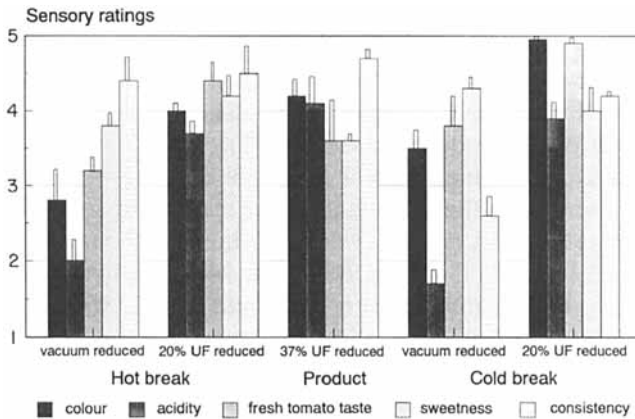 Sensory ratings
5
4
3
2
1
vacuum reduced 20% UF reduced 37% UF reduced vacuum reduced 20% UF reduced
Hot break Product Cold break
colour acidity fresh tomato taste sweetness consistency